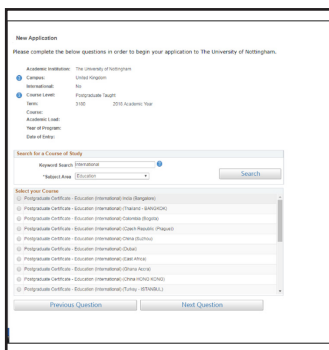 New Application
Please complete the below questions in order to begin your application to The University of Nottingham.
Academic Institution: The University of Nottingham
Campus: United Kingdom
International: No
Course Level: Postgraduate Taught
Term: 3180 2018 Academic Year
Course:
Academic Load:
Year of Program:
Date of Entry:
Search for a Course of Study
Keyword Search International
*Subject Area Education
Search
Select your Course
Postgraduate Certificate - Education (International) India (Bangalore)
Postgraduate Certificate - Education (International) (Thailand - BANGKOK)
Postgraduate Certificate - Education (International) Colombia (Bogota)
Postgraduate Certificate - Education (International) (Czech Republic (Prague))
Postgraduate Certificate - Education (International) China (Suzhou)
Postgraduate Certificate - Education (International) (Dubai)
Postgraduate Certificate - Education (International) (East Africa)
Postgraduate Certificate - Education (International) (Ghana Accra)
Postgraduate Certificate - Education (International) (China HONG KONG)
Postgraduate Certificate - Education (International) (Turkey - ISTANBUL)
Previous Question
Next Question